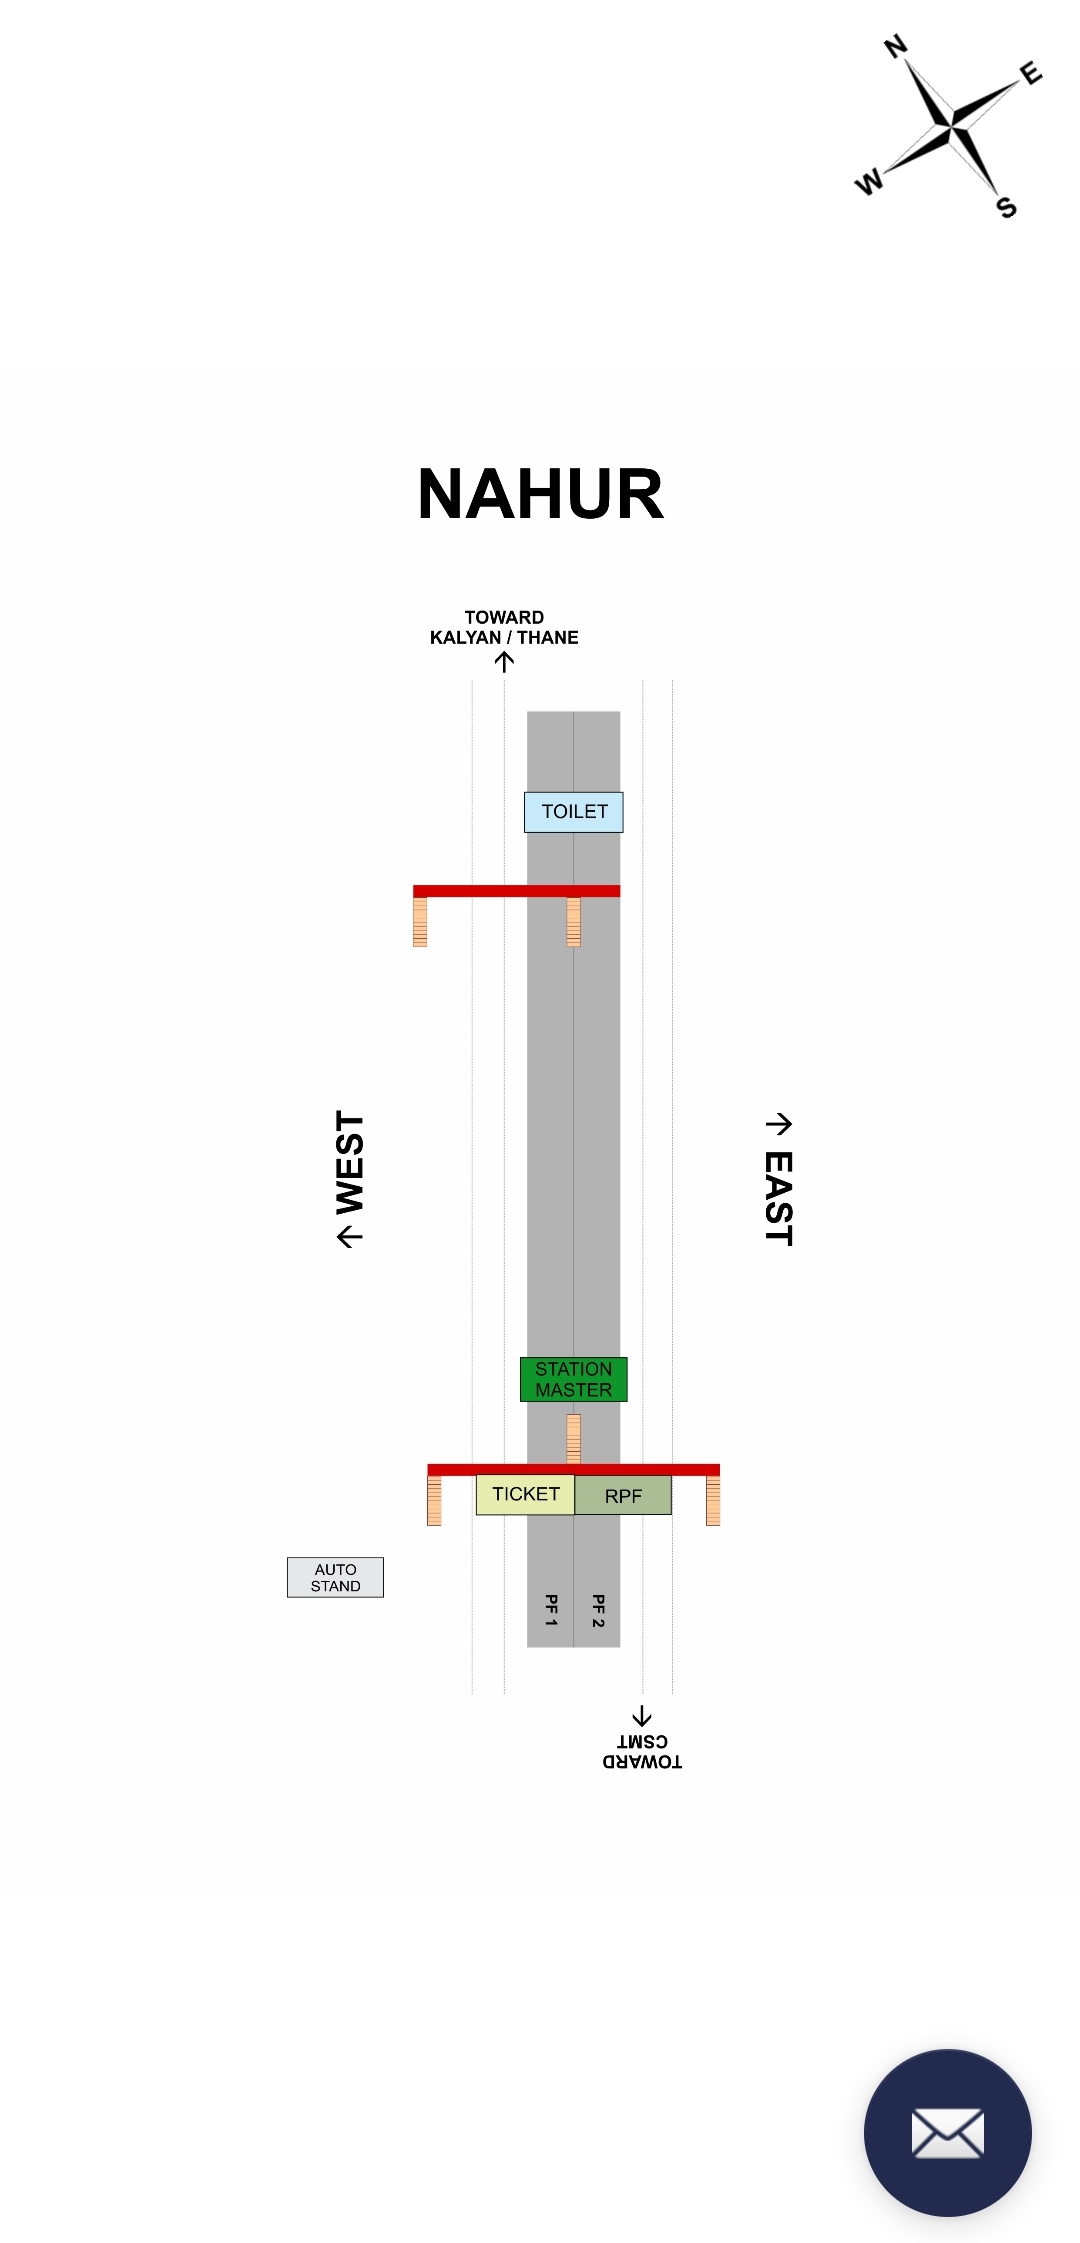 N
E
W
S
NAHUR
TOWARD
KALYAN / THANE
↑
TOILET
← WEST
→ EAST
STATION
MASTER
TICKET
RPF
AUTO
STAND
PF 1
PF 2
↓
TOWARD
CSMT